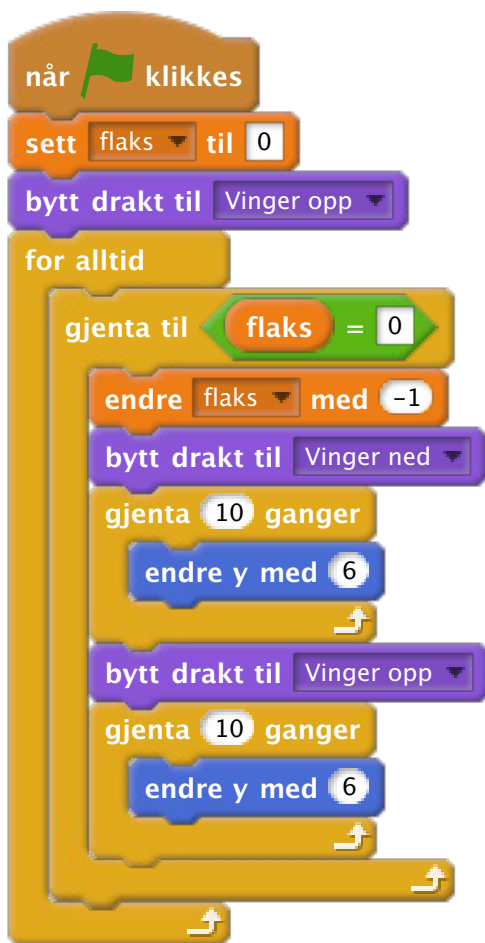 når klikkes
sett flaks til 0
bytt drakt til Vinger opp
for alltid
gjenta til flaks = 0
endre flaks med -1
bytt drakt til Vinger ned
gjenta 10 ganger
endre y med 6
bytt drakt til Vinger opp
gjenta 10 ganger
endre y med 6